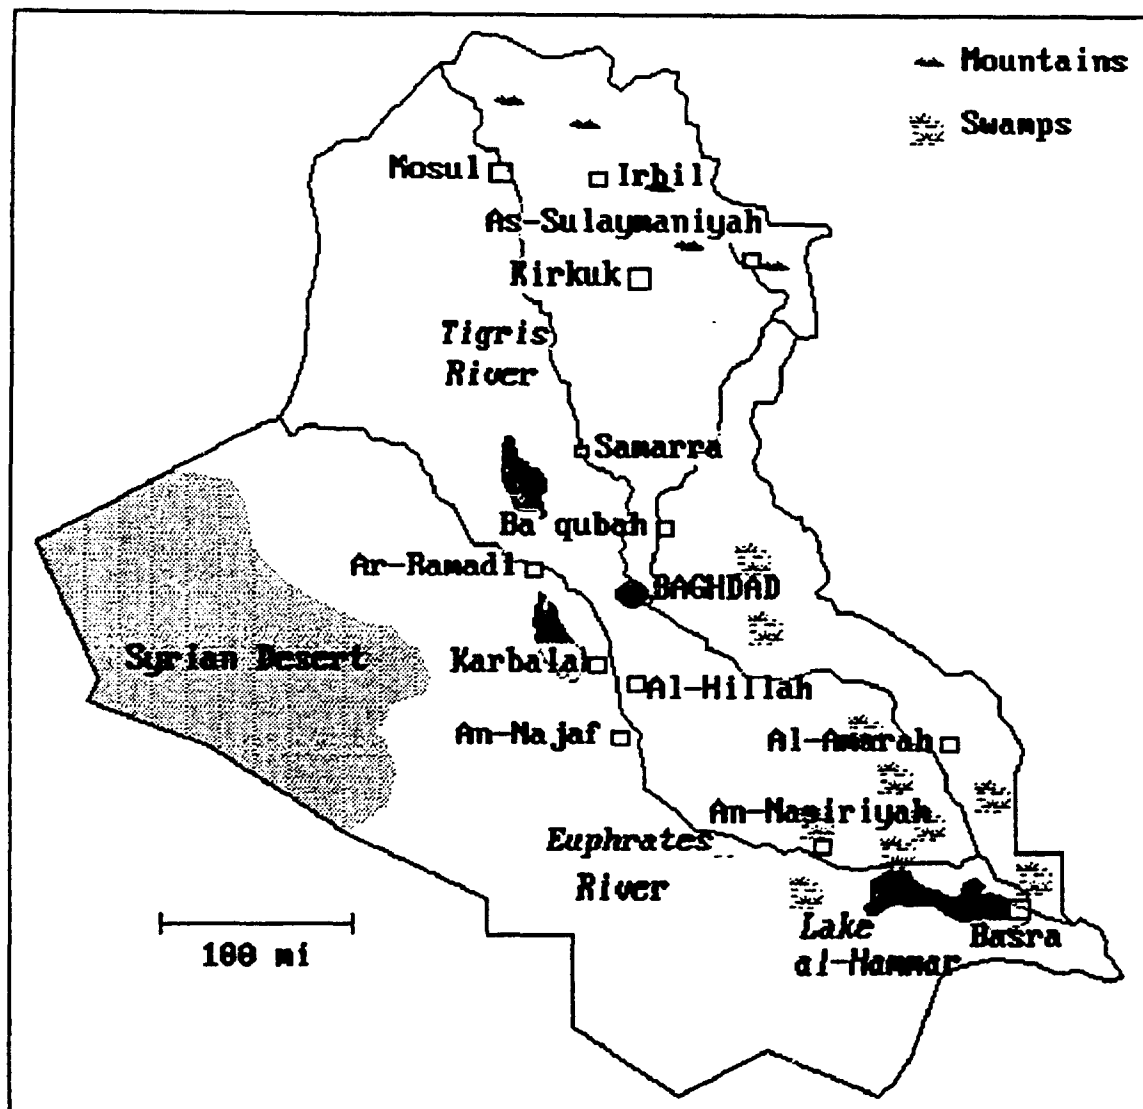 Mountains
Swamps
Mosul
Irbil
As-Sulaymaniyah
Kirkuk
Tigris
River
Samarra
Ba'qubah
Ar-Ramadi
BAGHDAD
Syrian Desert
Karbala
Al-Hillah
An-Najaf
Al-Amarah
An-Nasiriyah
Euphrates
River
Lake
al-Hammar
Basra
100 mi